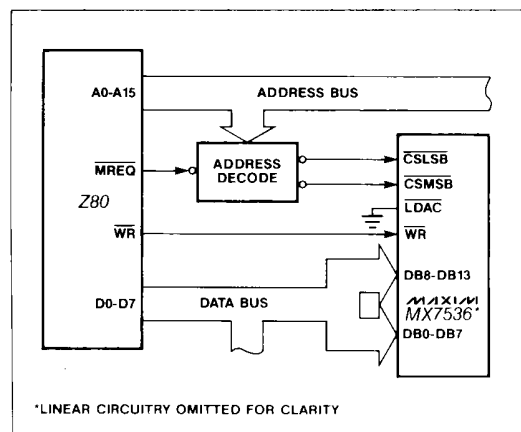 A0-A15
ADDRESS BUS
MREQ
ADDRESS
DECODE
CSLSB
CSMSB
LDAC
Z80
WR
WR
D0-D7
DATA BUS
DB8-DB13
MAXIM
MX7536*
DB0-DB7
*LINEAR CIRCUITRY OMITTED FOR CLARITY